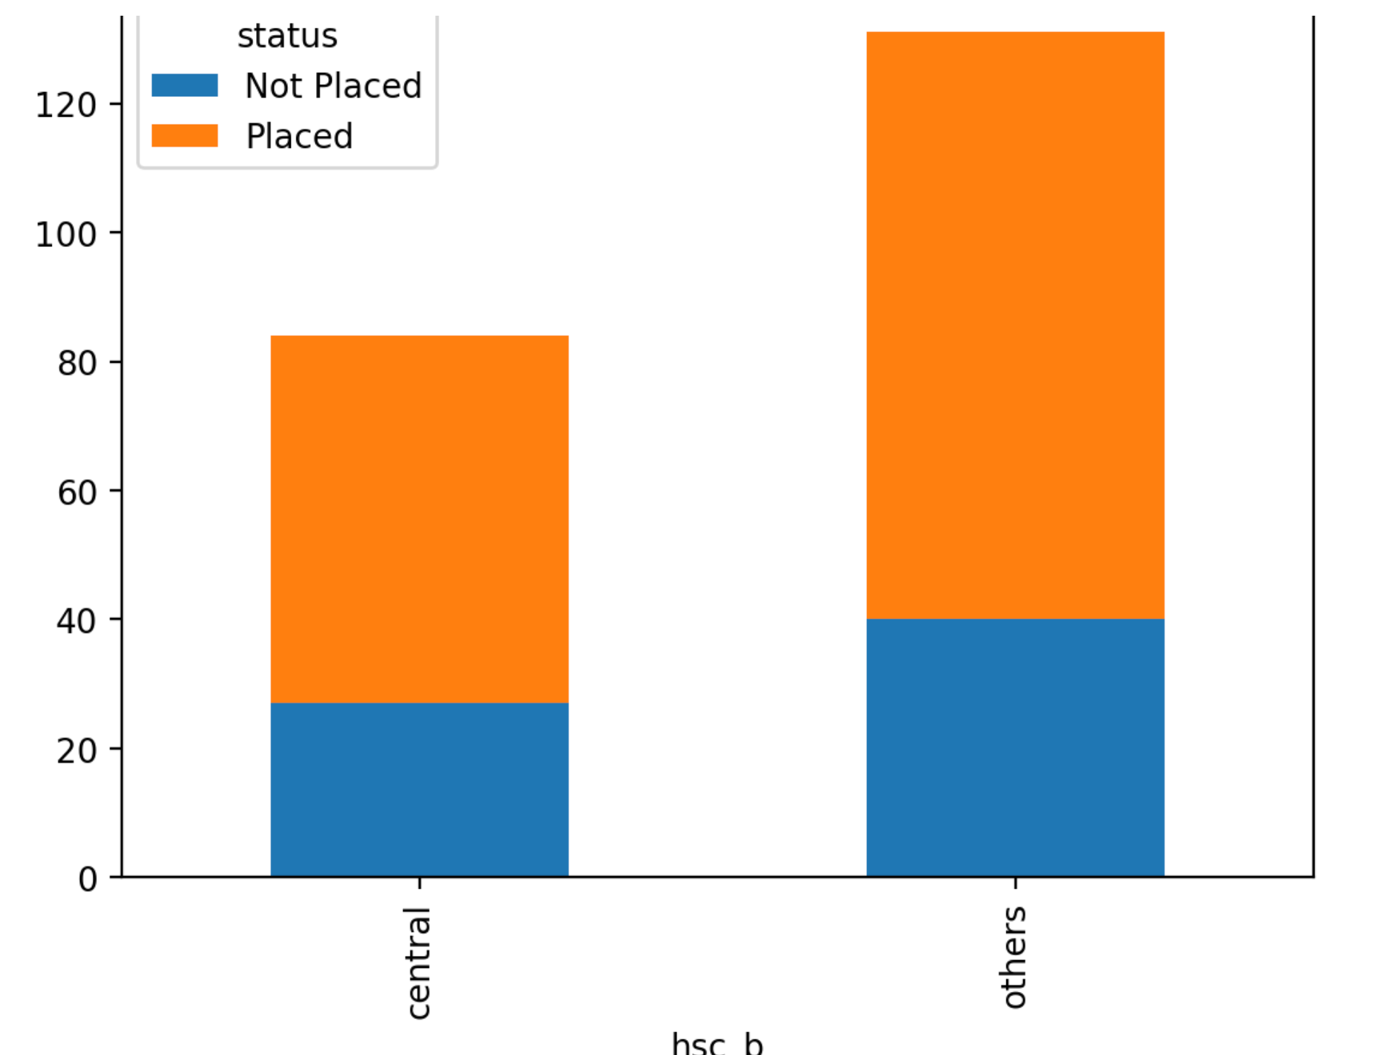 status
Not Placed
Placed
120
100
80
60
40
20
0
central
others
hsc_b